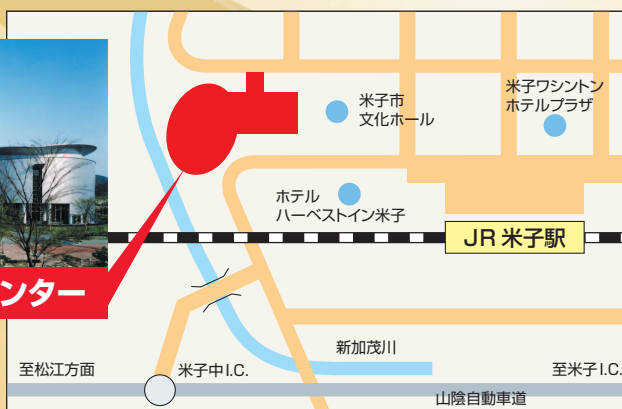 米子市
文化ホール
米子ワシントン
ホテルプラザ
ホテル
ハーベストイン米子
JR 米子駅
ンター
新加茂川
至松江方面
米子中I.C.
至米子I.C.
山陰自動車道